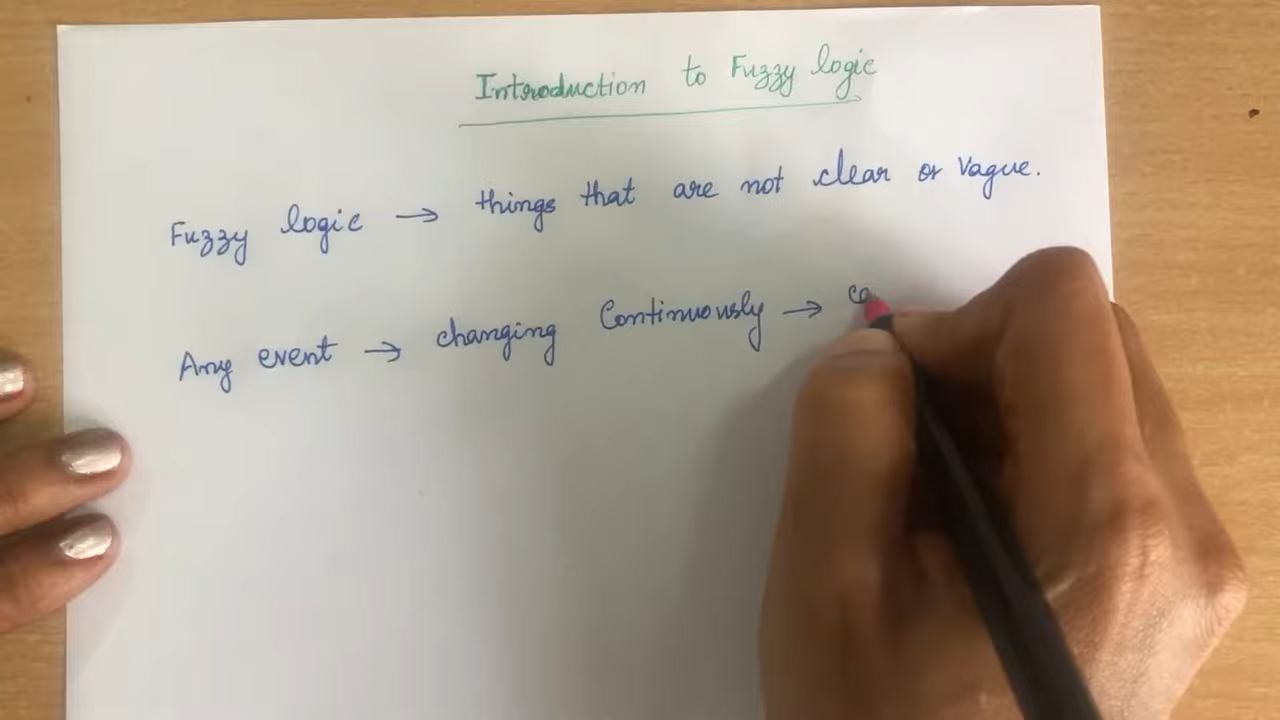 Introduction to Fuzzy logic
Fuzzy logic → things that are not clear or vague.
Any event → changing Continuously →